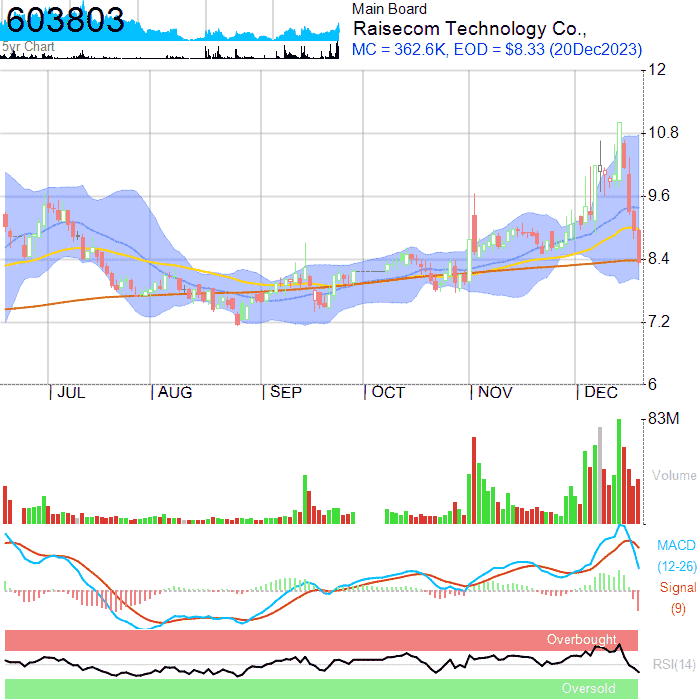 603803
5yr Chart
Main Board
Raisecom Technology Co.,
MC = 362.6K, EOD = $8.33 (20Dec2023)
12
10.8
9.6
8.4
7.2
6
JUL AUG SEP OCT NOV DEC
83M
Volume
MACD
(12-26)
Signal
(9)
Overbought
RSI(14)
Oversold